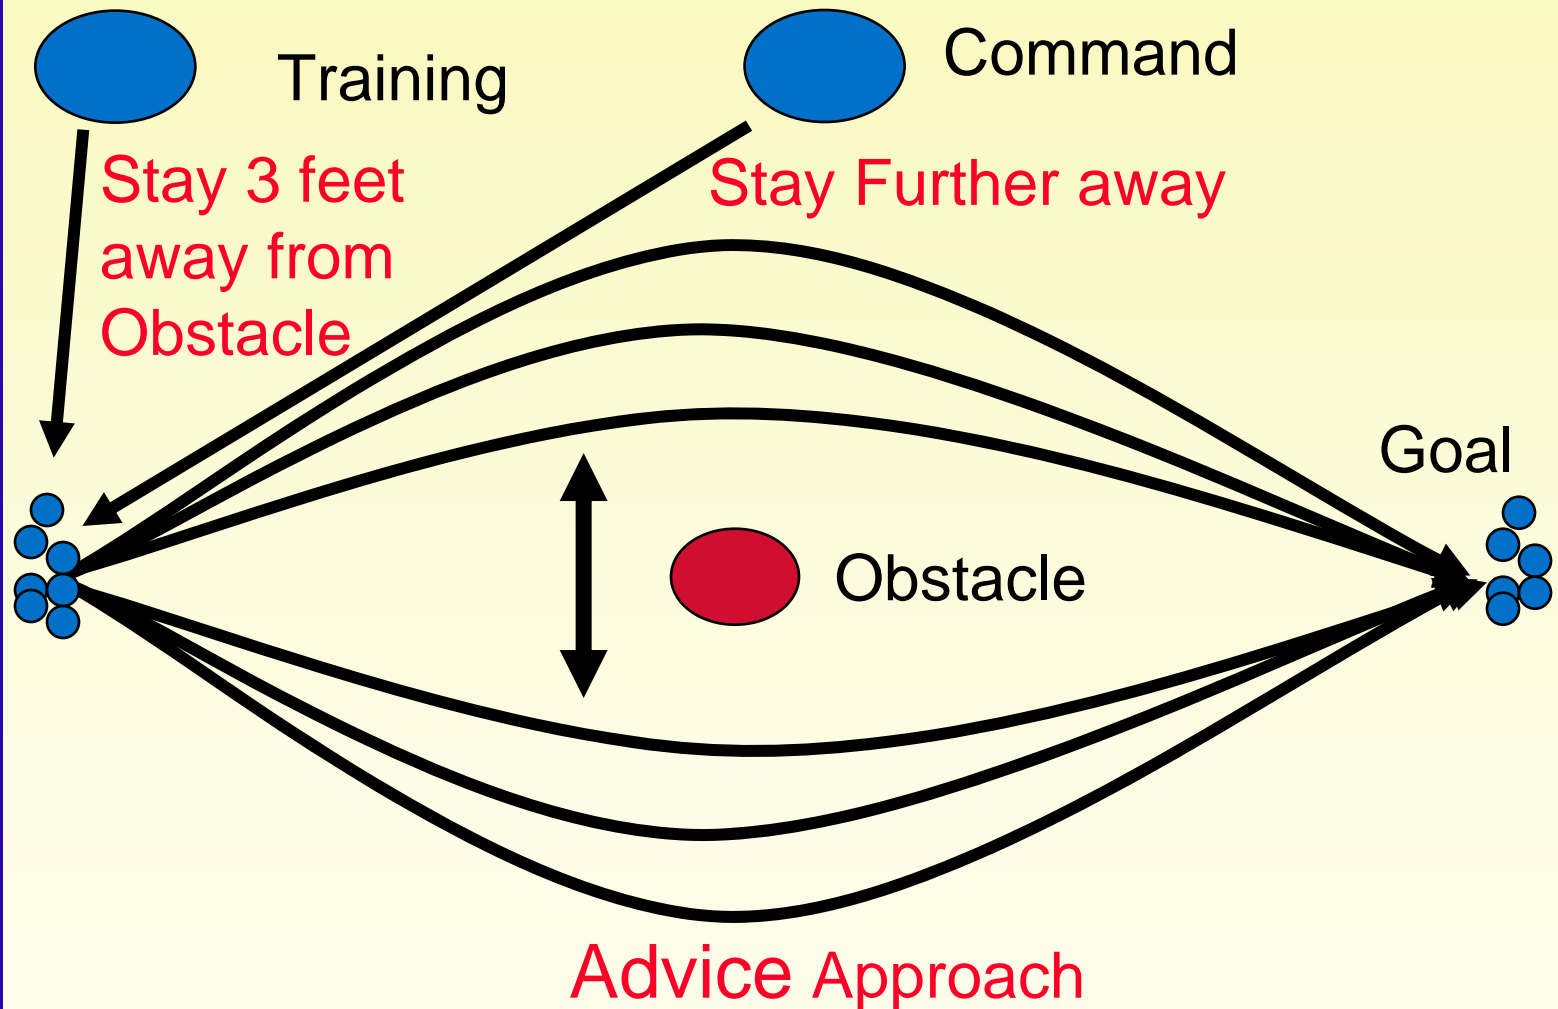 Training
Command
Stay 3 feet
away from
Obstacle
Stay Further away
Goal
Obstacle
Advice Approach